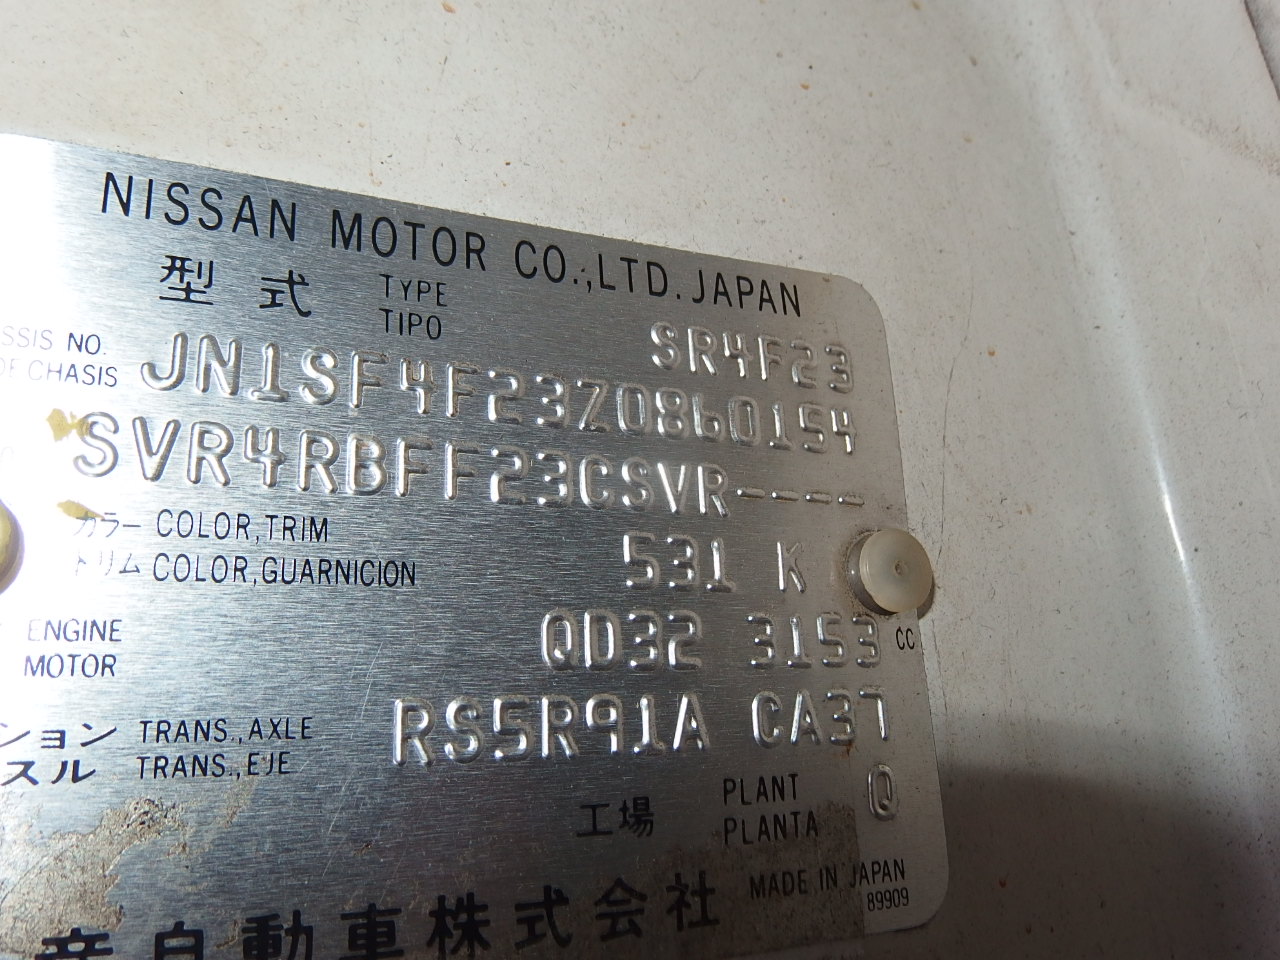 NISSAN MOTOR CO.,LTD. JAPAN
型 式 TYPE SR4F23
TIPO
NO.
CHASIS JN1SF4F23Z0860154
SVR4RBFF23CSVR----
カラー COLOR,TRIM
トリム COLOR,GUARNICION 531 K
ENGINE QD32 3153 CC
MOTOR
ション TRANS.,AXLE RS5R91A CA37
スル TRANS.,EJE
工場 PLANT Q
PLANTA
MADE IN JAPAN
産自動車株式会社 89909